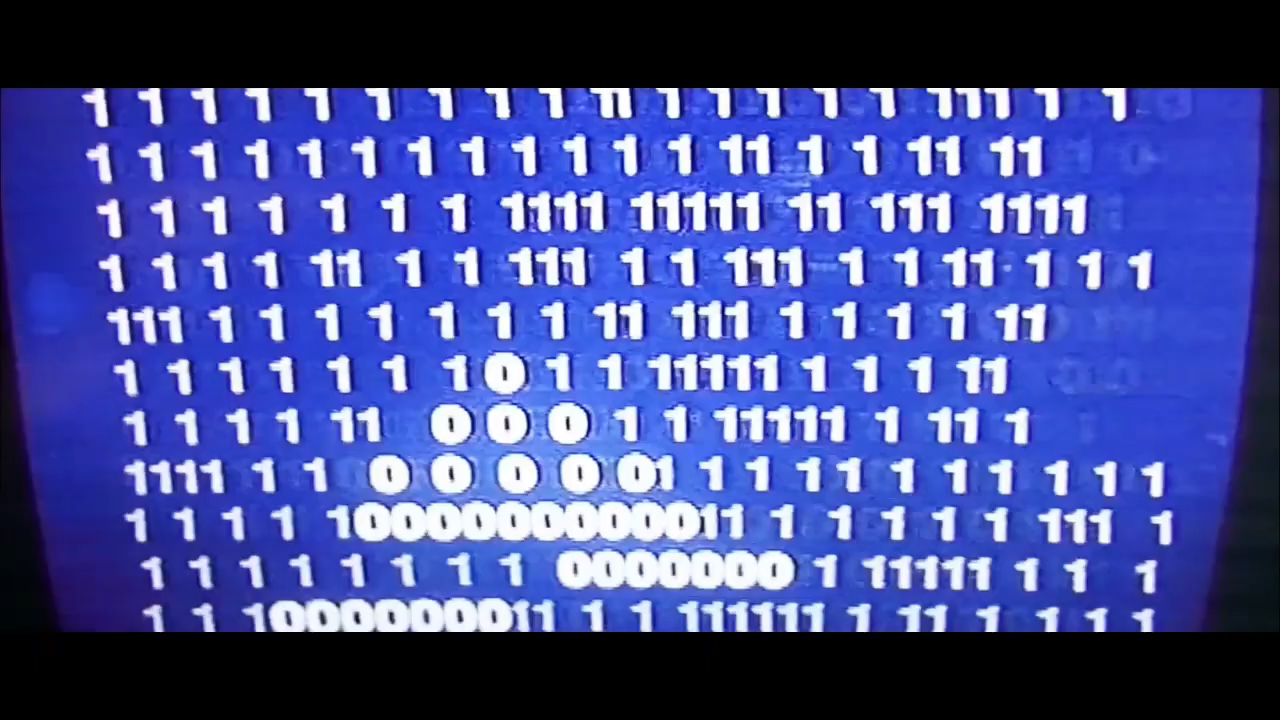 1 1 1 1 1 1 1 1 1 11 1 1 1 1 1 111 1 1
1 1 1 1 1 1 1 1 1 1 1 1 11 1 1 11 11
1 1 1 1 1 1 1 1111 11111 11 111 1111
1 1 1 1 11 1 1 111 1 1 111 1 1 11 1 1 1
111 1 1 1 1 1 1 1 11 111 1 1 1 1 11
1 1 1 1 1 1 10 1 1 11111 1 1 1 11
1 1 1 1 11 0 0 0 1 1 11111 1 11 1
1111 1 1 0 0 0 0 01 1 1 1 1 1 1 1 1 1
1 1 1 1 1000000000011 1 1 1 1 1 111 1
1 1 1 1 1 1 1 1 0000000 1 11111 1 1 1
1 1 1000000011 1 1 111111 1 11 1 1 1 1